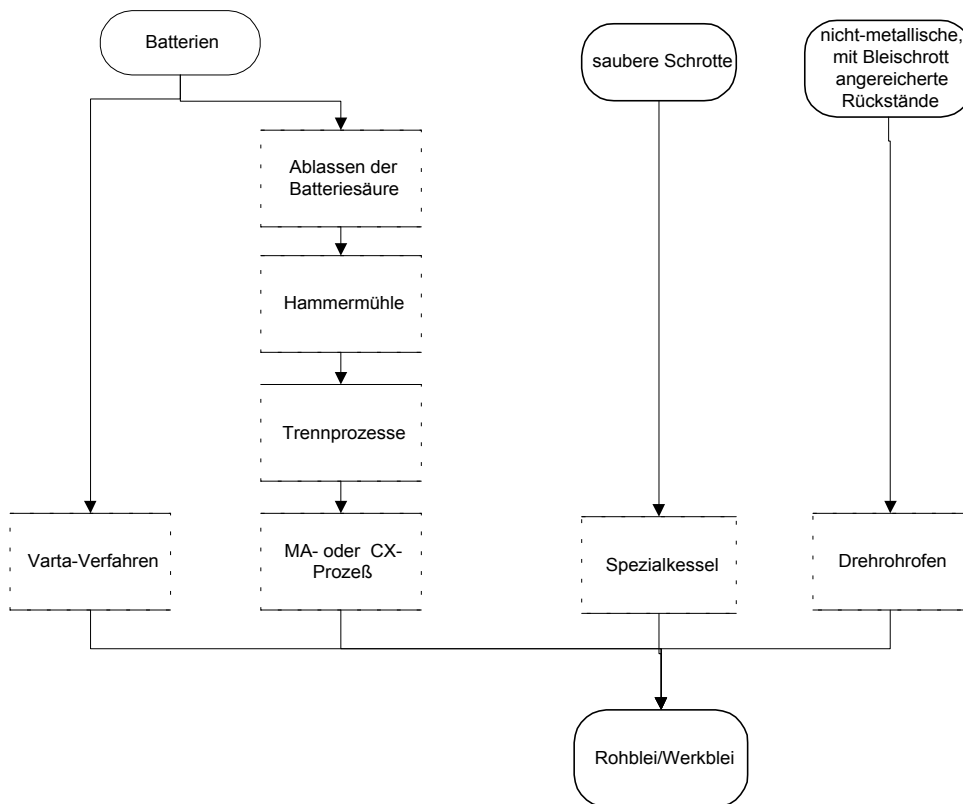 Batterien
saubere Schrotte
nicht-metallische,
mit Bleischrott
angereicherte
Rückstände
Ablassen der
Batteriesäure
Hammermühle
Trennprozesse
Varta-Verfahren
MA- oder CX-
Prozeß
Spezialkessel
Drehrohrofen
Rohblei/Werkblei